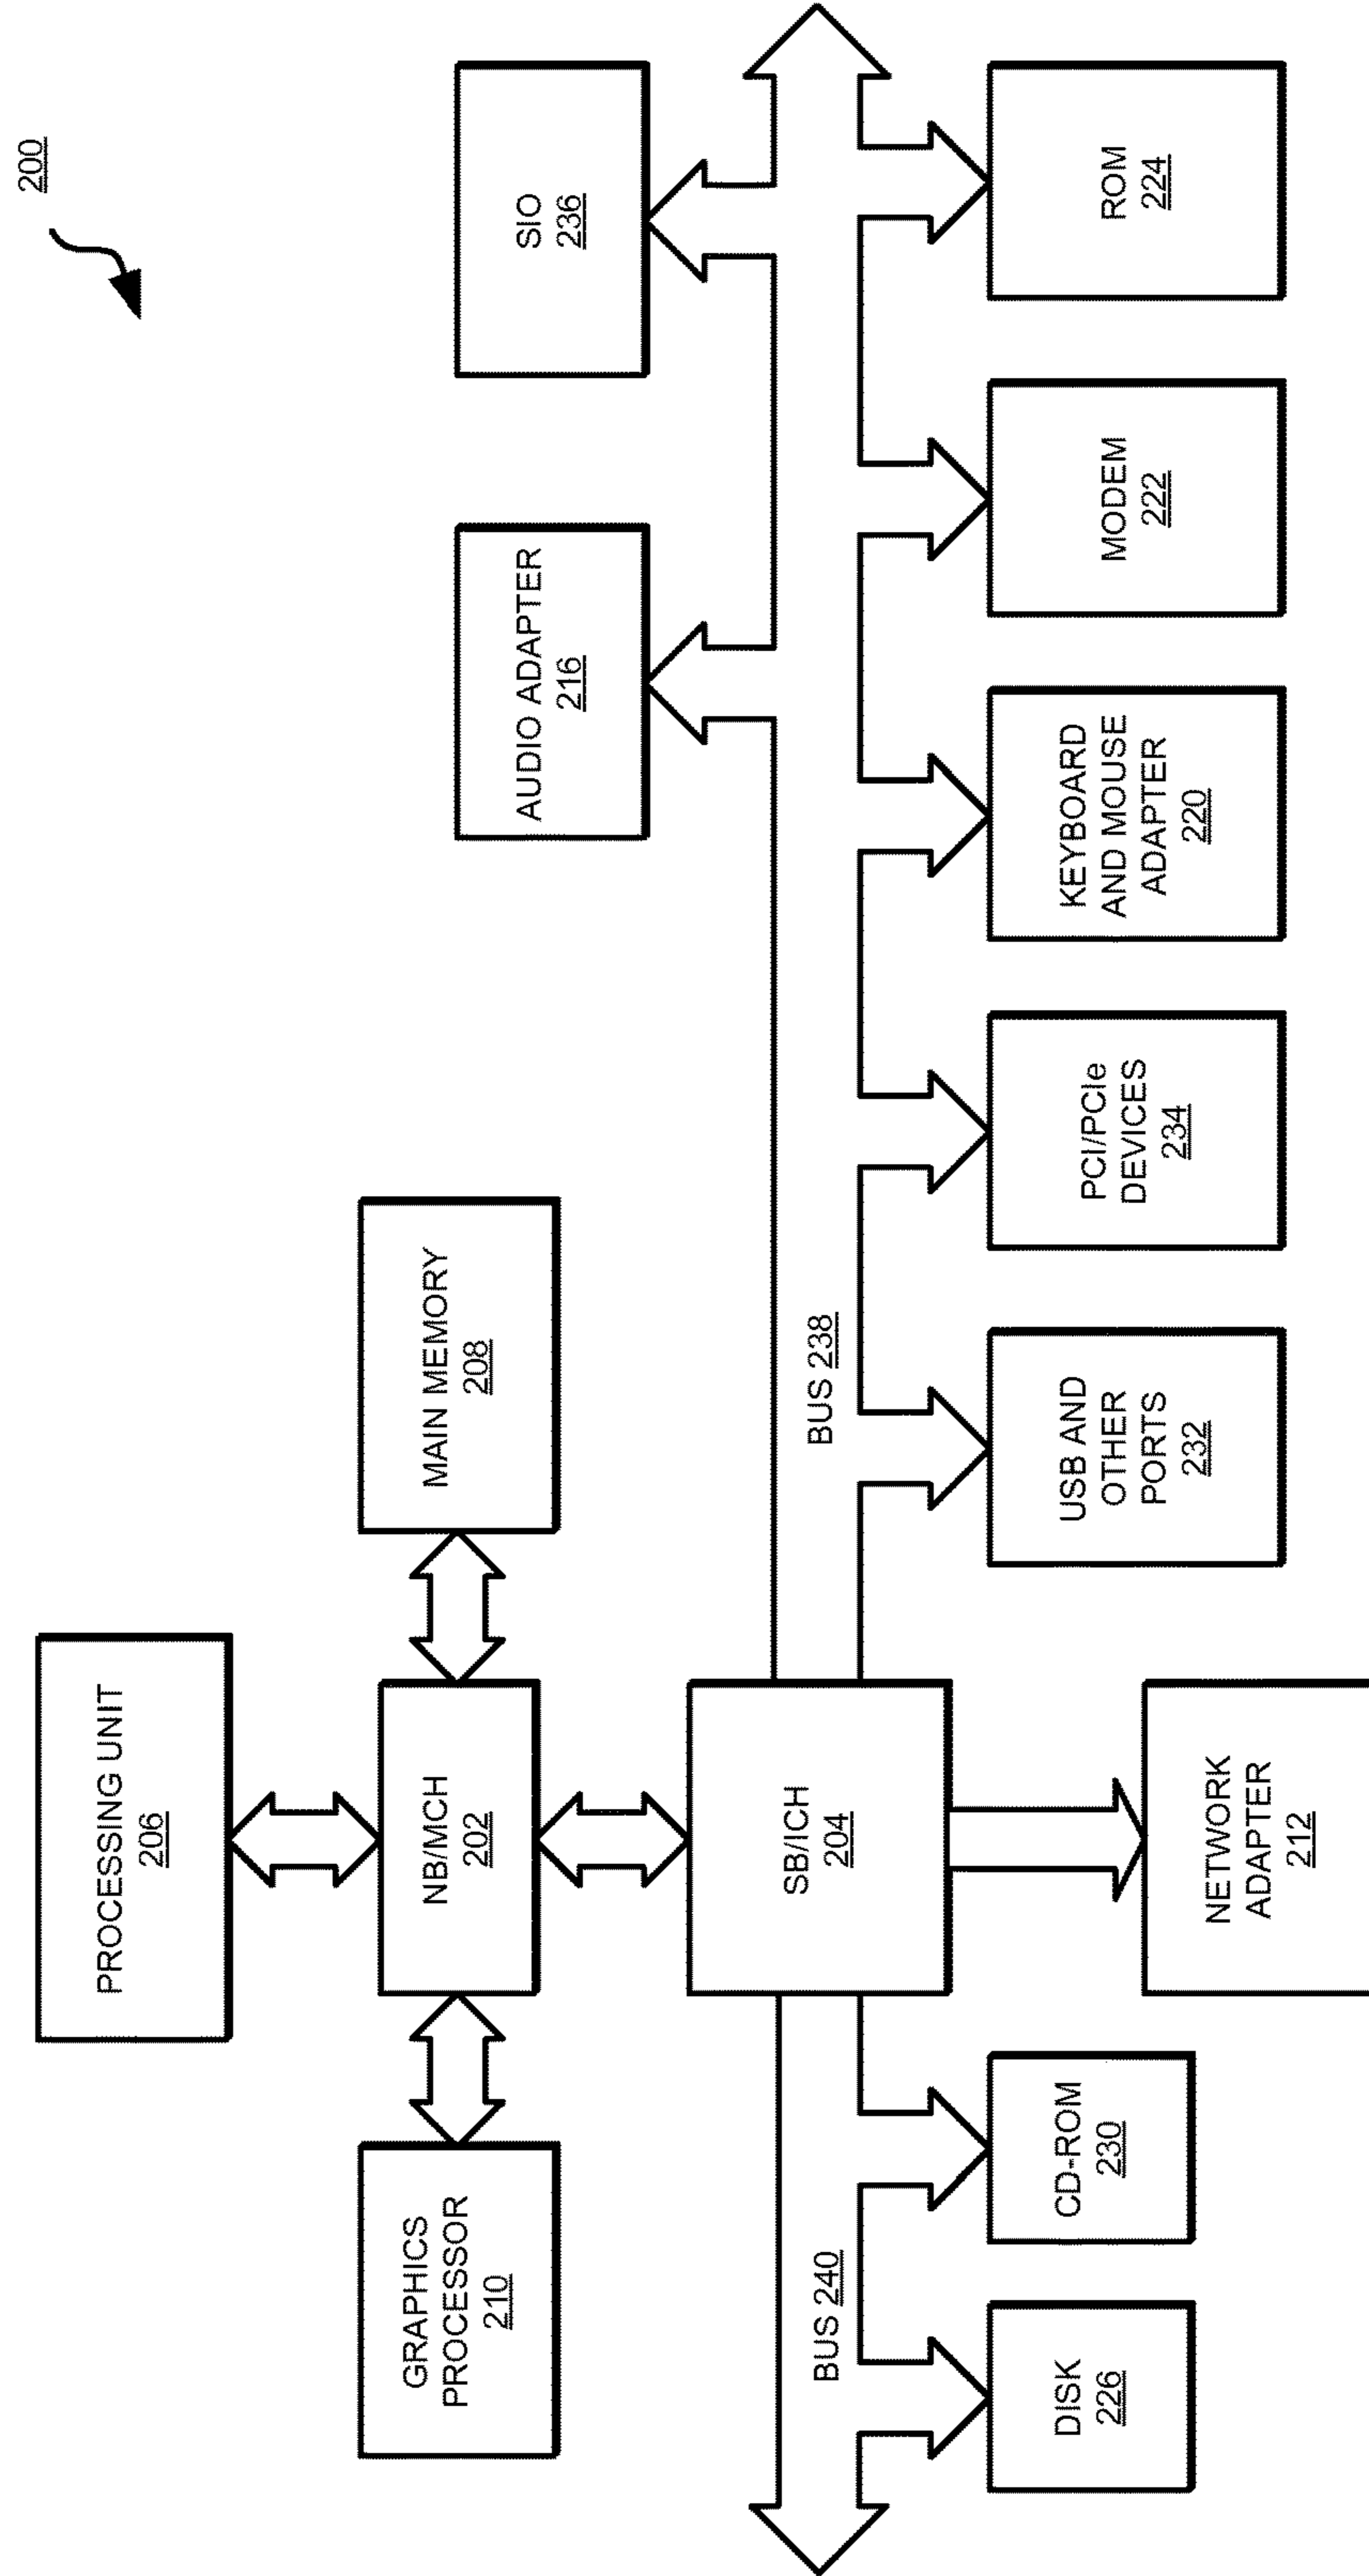 200
PROCESSING UNIT
206
GRAPHICS
PROCESSOR
210
NB/MCH
202
MAIN MEMORY
208
AUDIO ADAPTER
216
SIO
236
SB/ICH
204
BUS 240
BUS 238
DISK
226
CD-ROM
230
NETWORK
ADAPTER
212
USB AND
OTHER
PORTS
232
PCI/PCIe
DEVICES
234
KEYBOARD
AND MOUSE
ADAPTER
220
MODEM
222
ROM
224